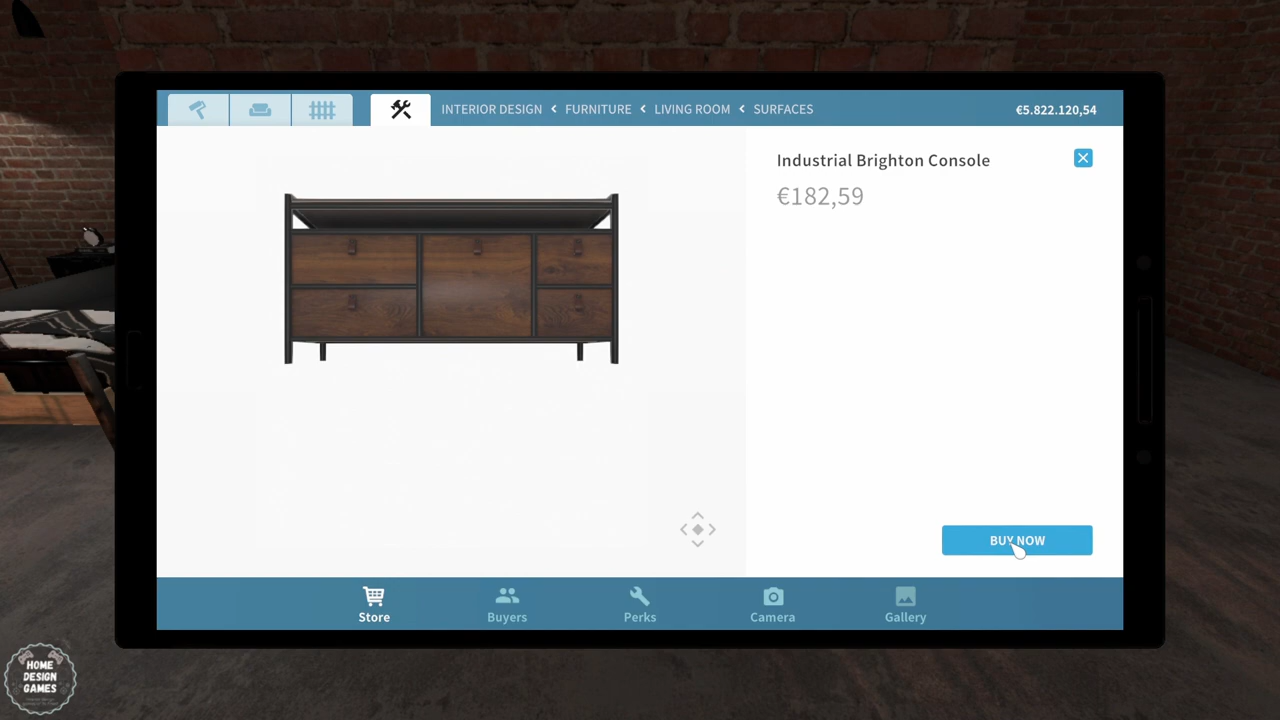 INTERIOR DESIGN < FURNITURE < LIVING ROOM < SURFACES
€5.822.120,54
Industrial Brighton Console
€182,59
BUY NOW
Store
Buyers
Perks
Camera
Gallery
HOME
DESIGN
GAMES